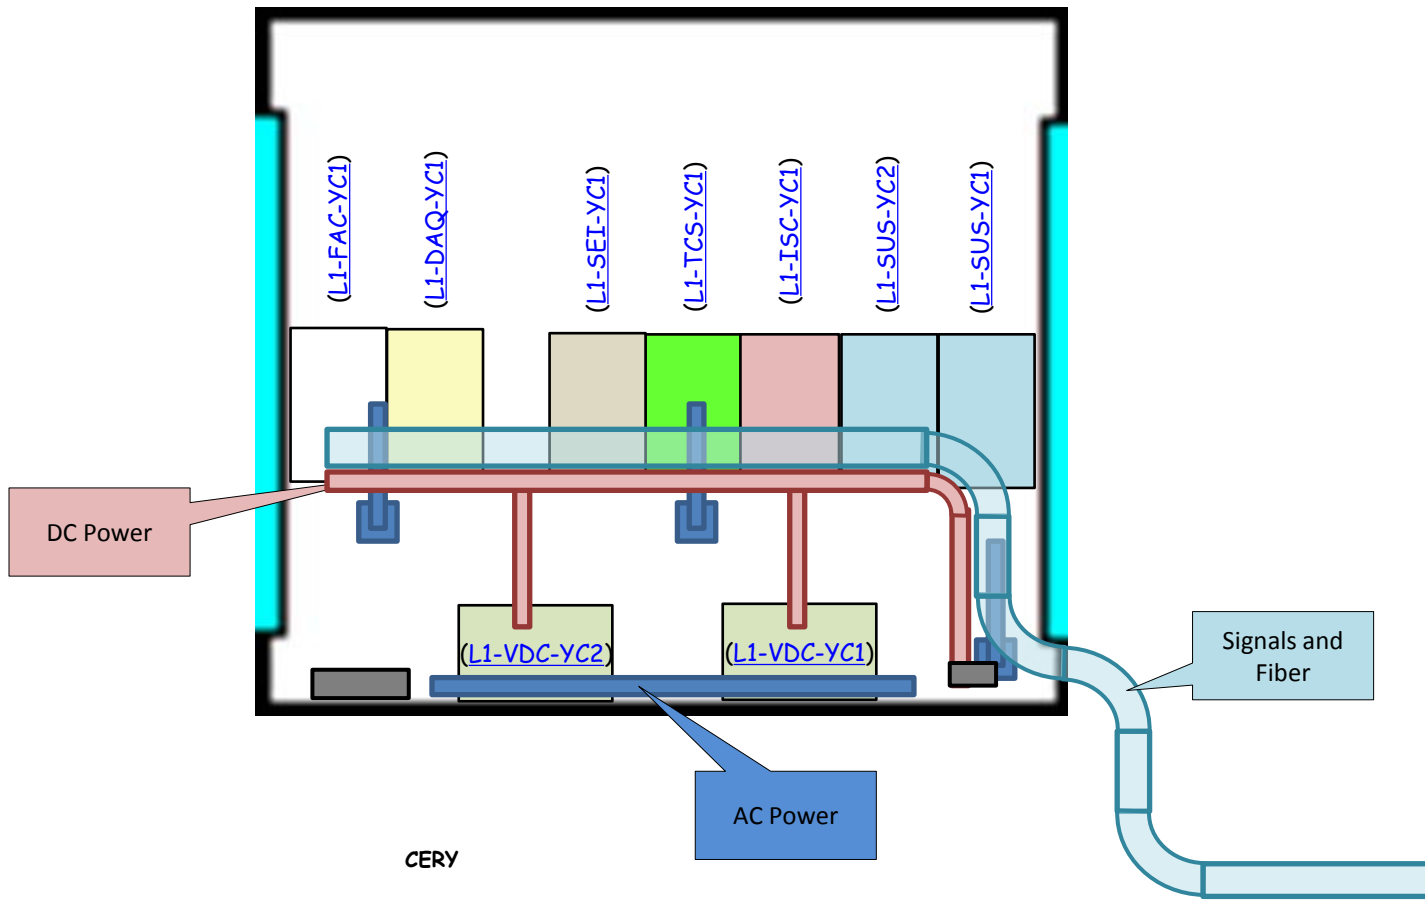 (L1-FAC-YC1)
(L1-DAQ-YC1)
(L1-SEI-YC1)
(L1-TCS-YC1)
(L1-ISC-YC1)
(L1-SUS-YC2)
(L1-SUS-YC1)
DC Power
(L1-VDC-YC2)
(L1-VDC-YC1)
Signals and
Fiber
AC Power
CERY